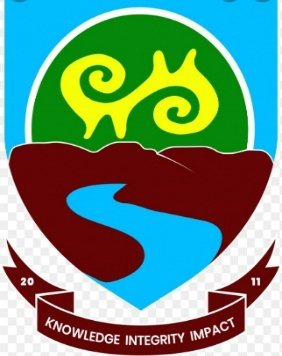 20 11
KNOWLEDGE INTEGRITY IMPACT